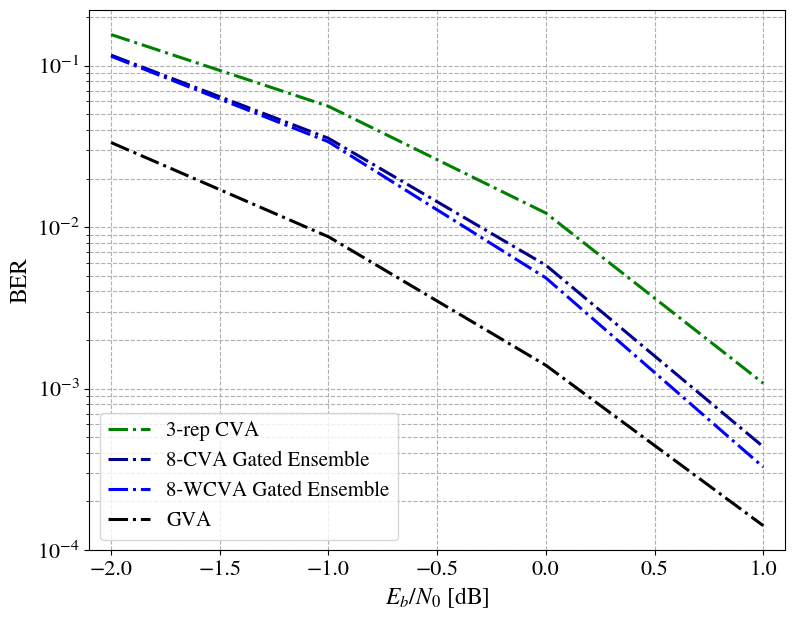 10⁻¹
10⁻²
10⁻³
10⁻⁴
BER
3-rep CVA
8-CVA Gated Ensemble
8-WCVA Gated Ensemble
GVA
−2.0 −1.5 −1.0 −0.5 0.0 0.5 1.0
E_b/N_0 [dB]